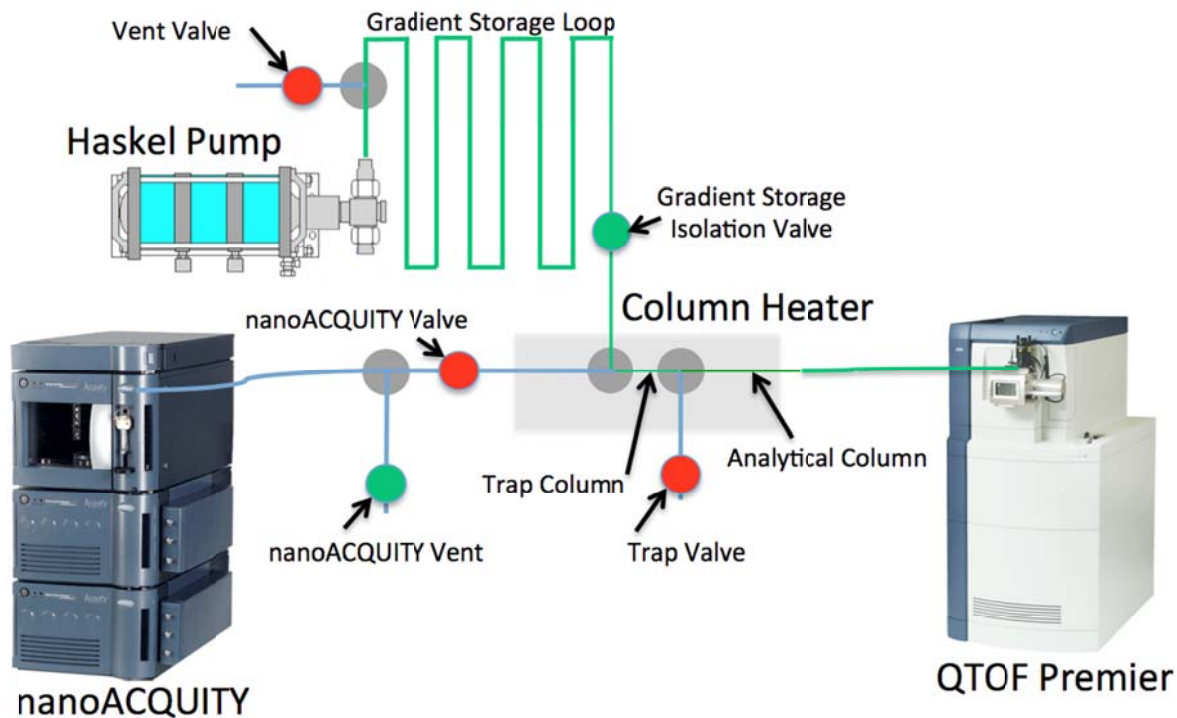 Vent Valve
Gradient Storage Loop
Haskel Pump
Gradient Storage
Isolation Valve
nanoACQUITY Valve
Column Heater
Trap Column
Analytical Column
nanoACQUITY Vent
Trap Valve
nanoACQUITY
QTOF Premier